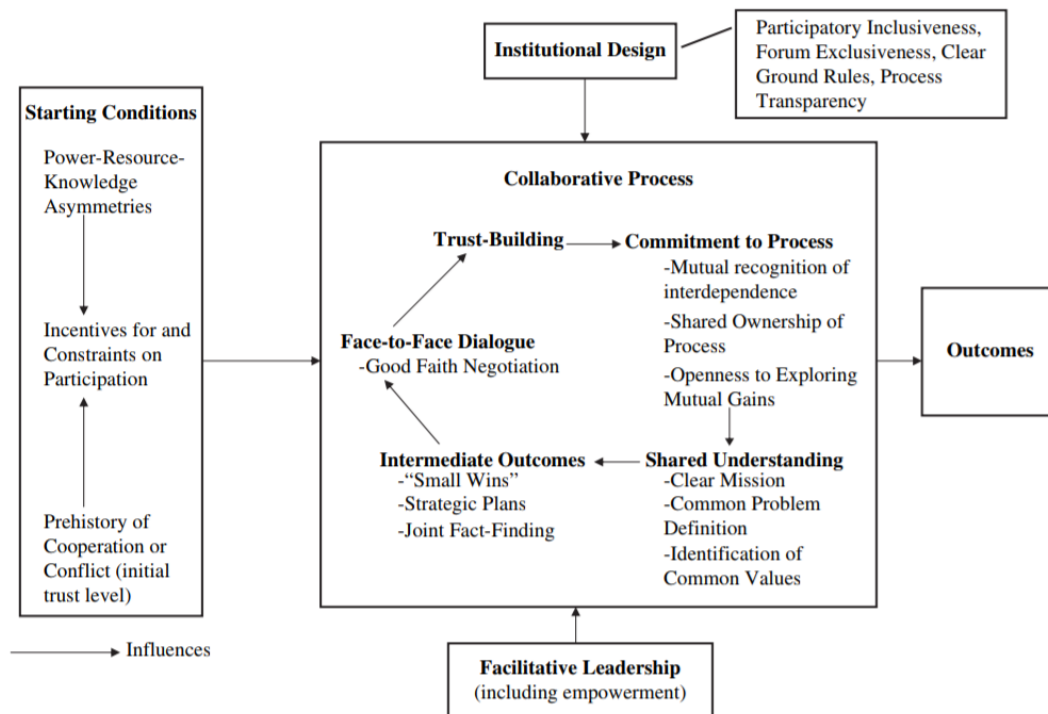 Institutional Design
Participatory Inclusiveness,
Forum Exclusiveness, Clear
Ground Rules, Process
Transparency
Starting Conditions
Power-Resource-
Knowledge
Asymmetries
Incentives for and
Constraints on
Participation
Prehistory of
Cooperation or
Conflict (initial
trust level)
Influences
Collaborative Process
Trust-Building
Commitment to Process
-Mutual recognition of
interdependence
-Shared Ownership of
Process
-Openness to Exploring
Mutual Gains
Face-to-Face Dialogue
-Good Faith Negotiation
Intermediate Outcomes
-“Small Wins”
-Strategic Plans
-Joint Fact-Finding
Shared Understanding
-Clear Mission
-Common Problem
Definition
-Identification of
Common Values
Outcomes
Facilitative Leadership
(including empowerment)